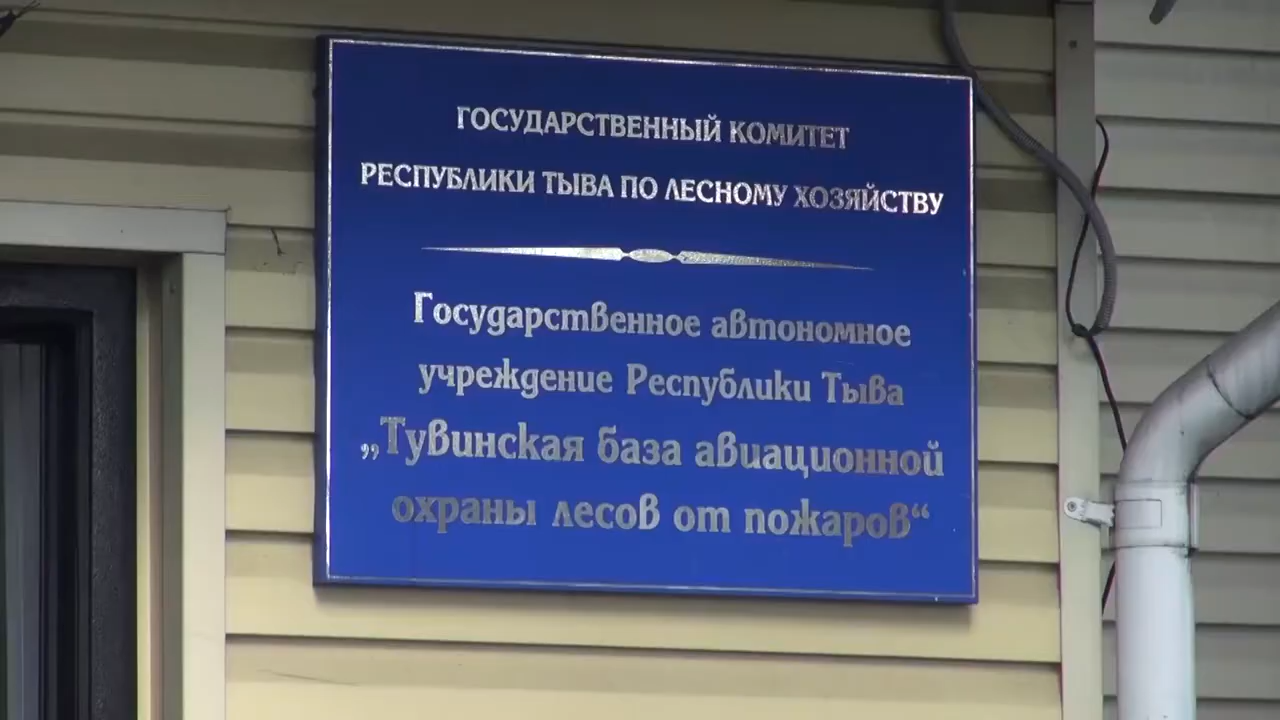 ГОСУДАРСТВЕННЫЙ КОМИТЕТ
РЕСПУБЛИКИ ТЫВА ПО ЛЕСНОМУ ХОЗЯЙСТВУ
Государственное автономное
учреждение Республики Тыва
„Тувинская база авиационной
охраны лесов от пожаров“